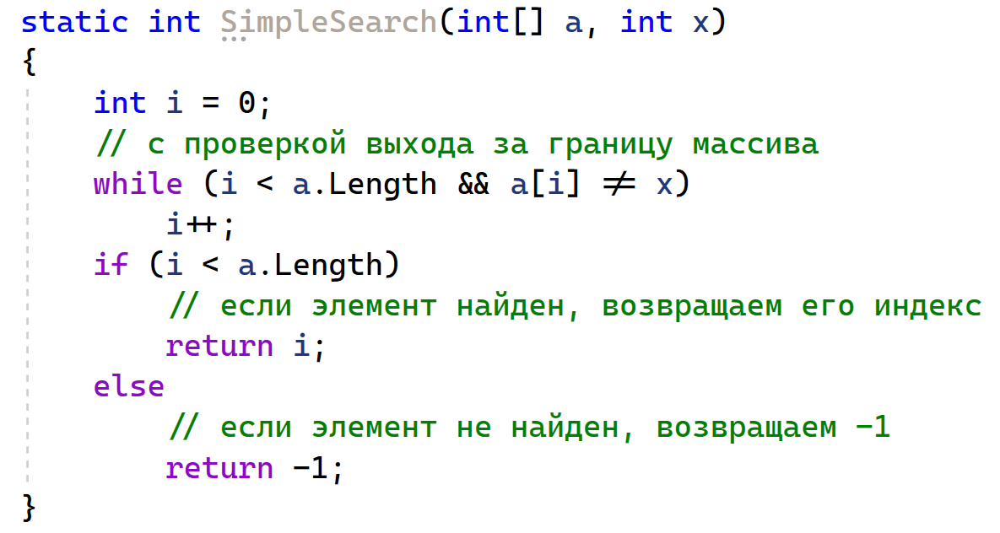 static int SimpleSearch(int[] a, int x)
{
    int i = 0;
    // с проверкой выхода за границу массива
    while (i < a.Length && a[i] != x)
        i++;
    if (i < a.Length)
        // если элемент найден, возвращаем его индекс
        return i;
    else
        // если элемент не найден, возвращаем -1
        return -1;
}